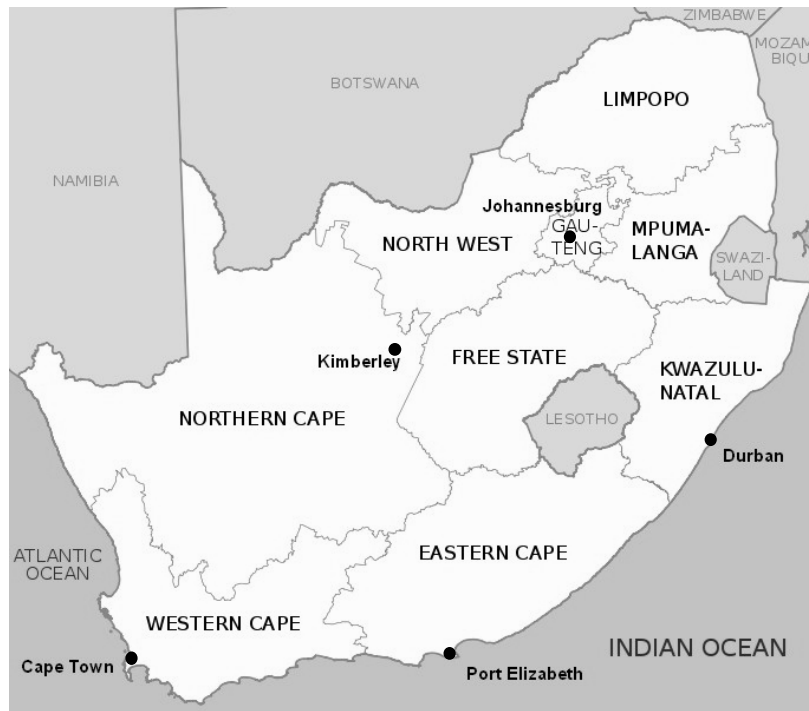 ZIMBABWE
MOZAM
BIQU
BOTSWANA
LIMPOPO
NAMIBIA
Johannesburg
GAU-
TENG
MPUMA-
LANGA
NORTH WEST
SWAZI-
LAND
Kimberley
FREE STATE
KWAZULU-
NATAL
NORTHERN CAPE
LESOTHO
Durban
ATLANTIC
OCEAN
EASTERN CAPE
WESTERN CAPE
INDIAN OCEAN
Cape Town
Port Elizabeth